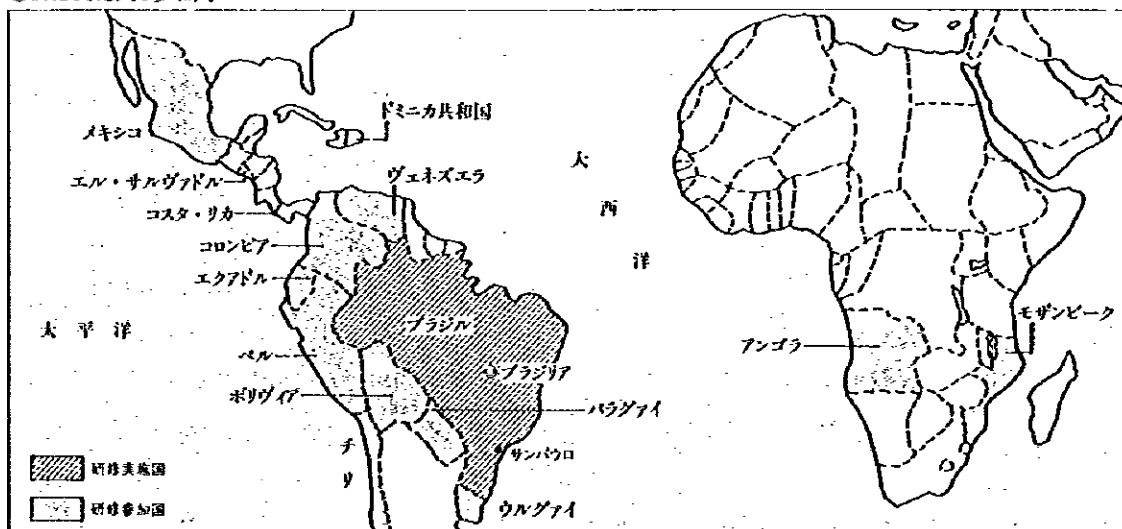 メキシコ
ドミニカ共和国
エル・サルヴァドル
ヴェネズエラ
コスタ・リカ
コロンビア
エクアドル
大西洋
太平洋
ブラジル
モザンビーク
アンゴラ
ペル
ブラジリア
ボリヴィア
パラグァイ
チリ
サンパウロ
研修実施国
研修参加国
ウルグァイ